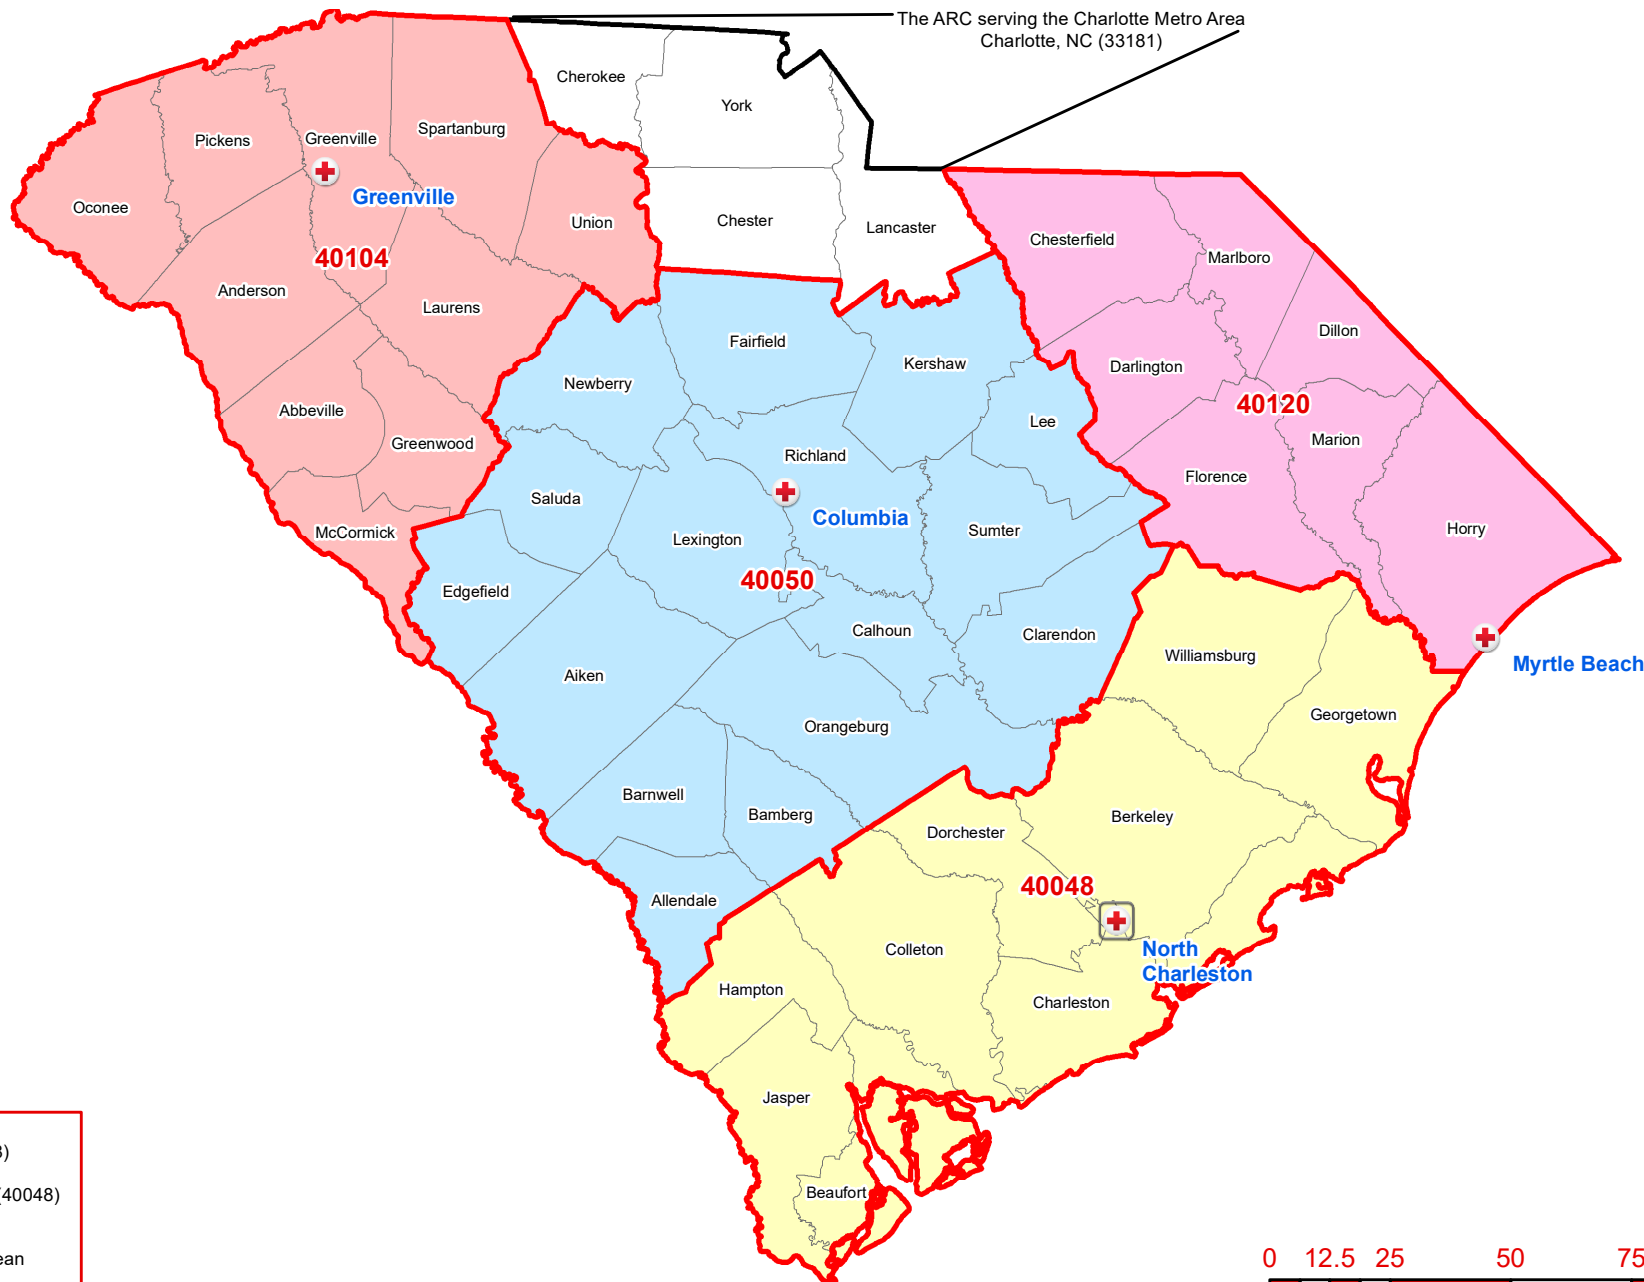 The ARC serving the Charlotte Metro Area
Charlotte, NC (33181)
Cherokee
York
Spartanburg
Greenville
Pickens
Greenville
Oconee
Union
Chester
Lancaster
Chesterfield
Marlboro
40104
Anderson
Laurens
Dillon
Fairfield
Kershaw
Darlington
Newberry
40120
Abbeville
Lee
Marion
Greenwood
Richland
Florence
Saluda
Columbia
McCormick
Lexington
Sumter
Horry
40050
Edgefield
Calhoun
Clarendon
Williamsburg
Myrtle Beach
Aiken
Georgetown
Orangeburg
Barnwell
Bamberg
Berkeley
Dorchester
40048
Allendale
Colleton
North
Charleston
Hampton
Charleston
Jasper
Beaufort
3)
(40048)
ean
0 12.5 25 50 75